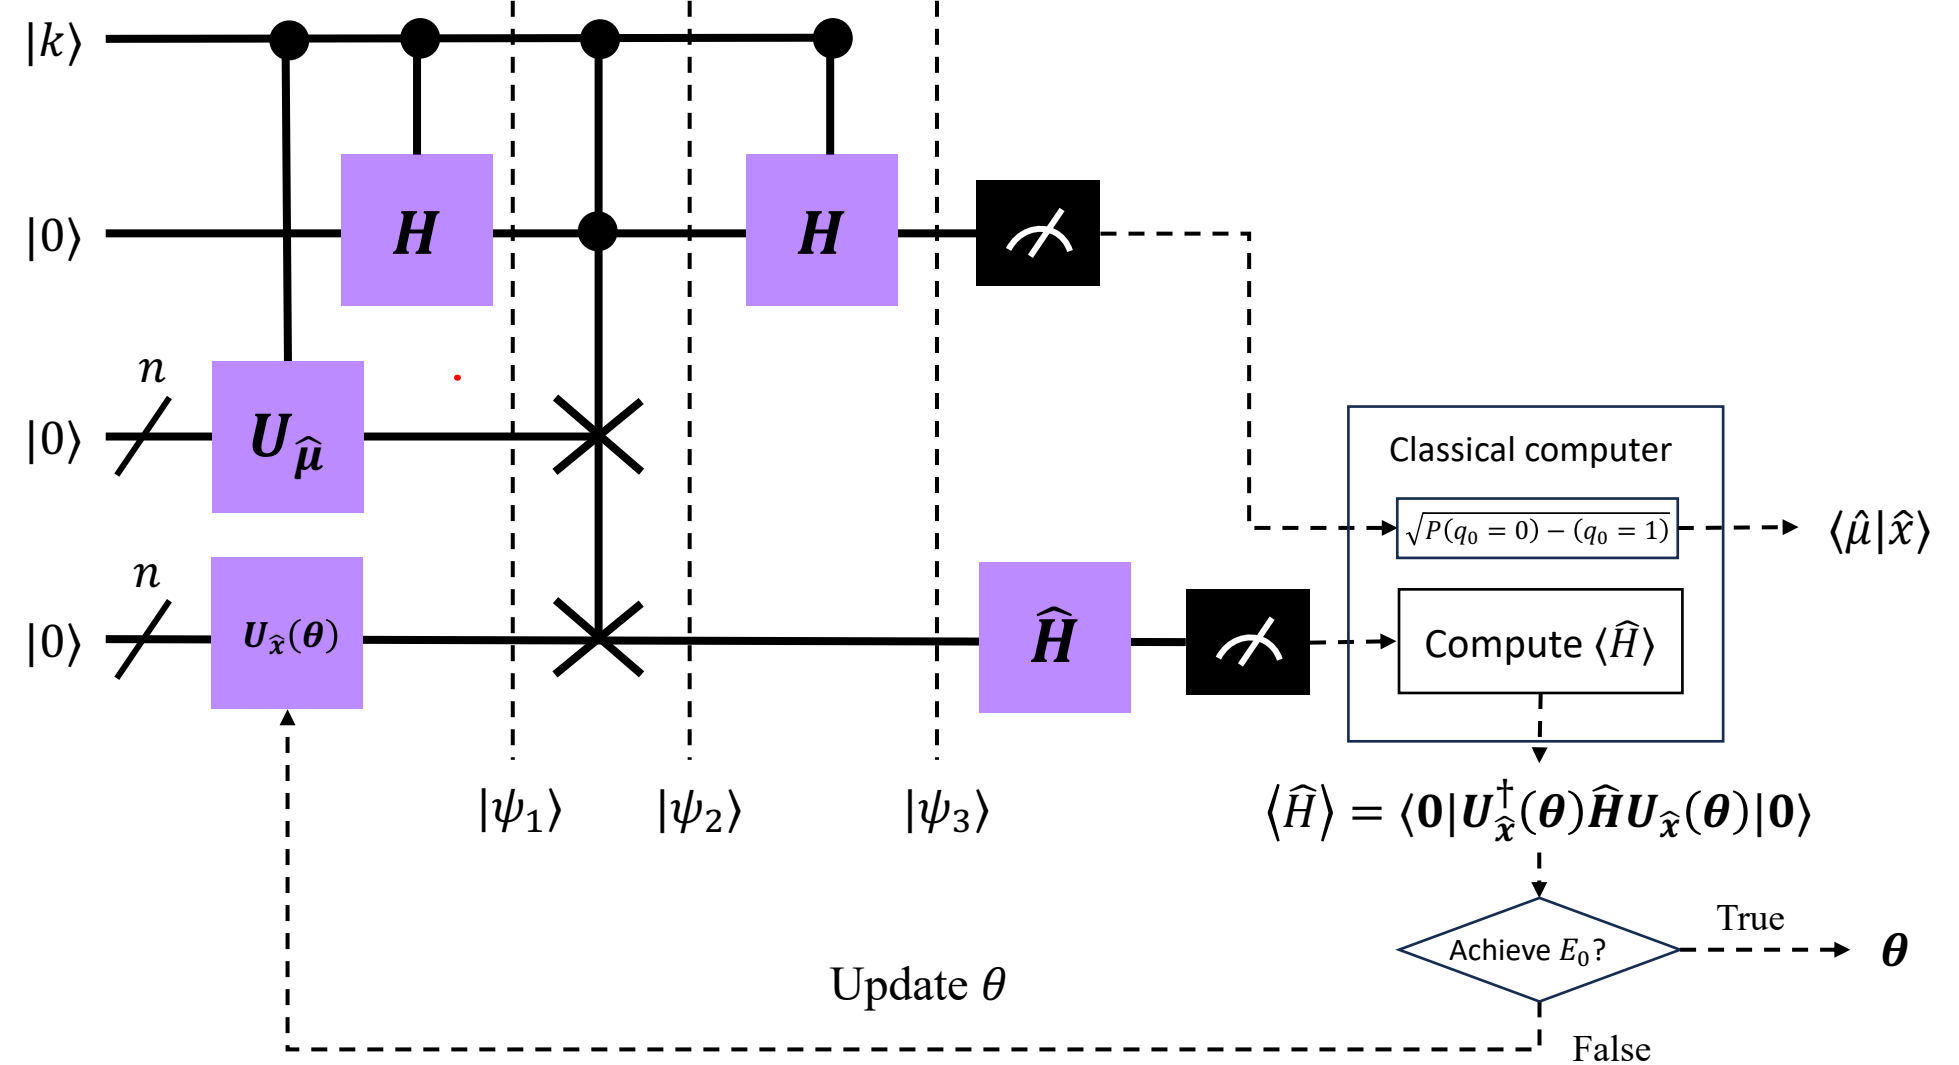 |k⟩
|0⟩
H
H
n
|0⟩
U_μ̂
n
|0⟩
U_x̂(θ)
Ĥ
Classical computer
√P(q₀ = 0) − (q₀ = 1)
⟨μ̂|x̂⟩
Compute ⟨Ĥ⟩
|ψ₁⟩
|ψ₂⟩
|ψ₃⟩
⟨Ĥ⟩ = ⟨0|U†_x̂(θ)ĤU_x̂(θ)|0⟩
True
Achieve E₀?
θ
Update θ
False